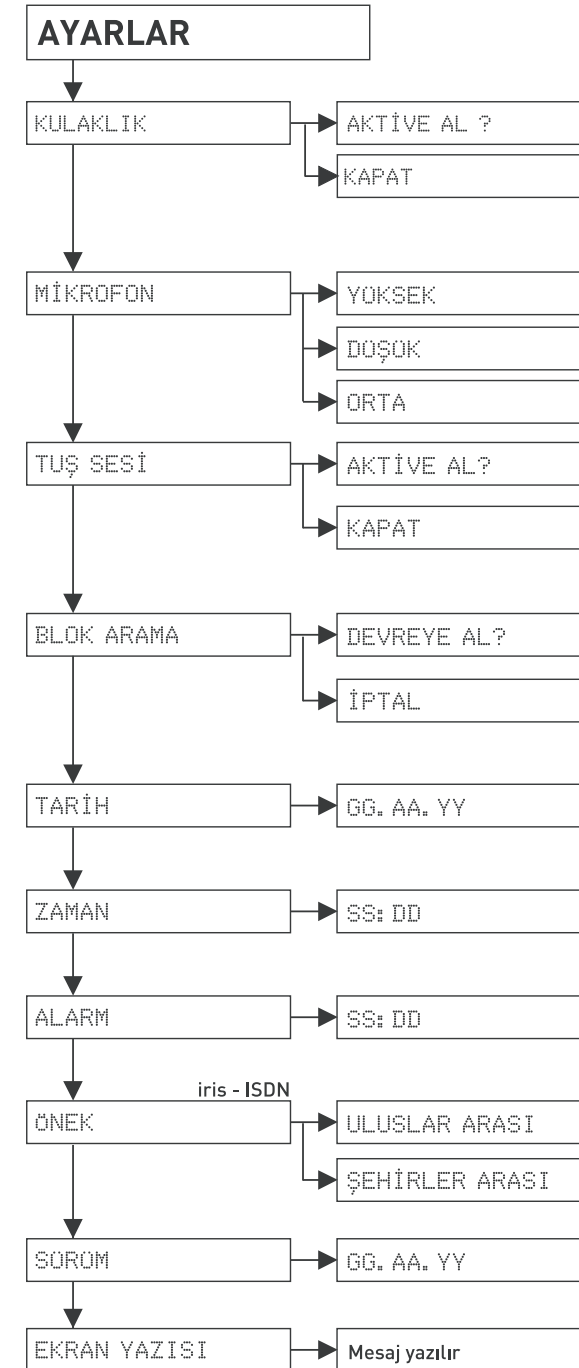 AYARLAR
KULAKLIK
AKTİVE AL ?
KAPAT
MİKROFON
YOKSEK
DOŞOK
ORTA
TUŞ SESİ
AKTİVE AL?
KAPAT
BLOK ARAMA
DEVREYE AL?
İPTAL
TARİH
GG. AA. YY
ZAMAN
SS: DD
ALARM
SS: DD
iris - ISDN
ÖNEK
ULUSLAR ARASI
ŞEHİRLER ARASI
SOROM
GG. AA. YY
EKRAN YAZISI
Mesaj yazılır